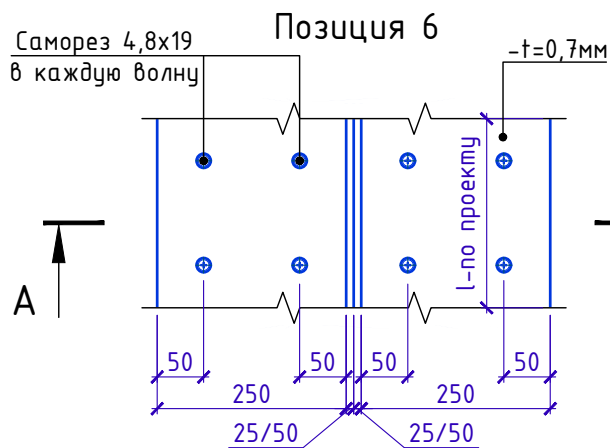 Позиция 6
Саморез 4,8х19
в каждую волну
-t=0,7мм
l-по проекту
А
50
50
50
50
250
250
25/50
25/50